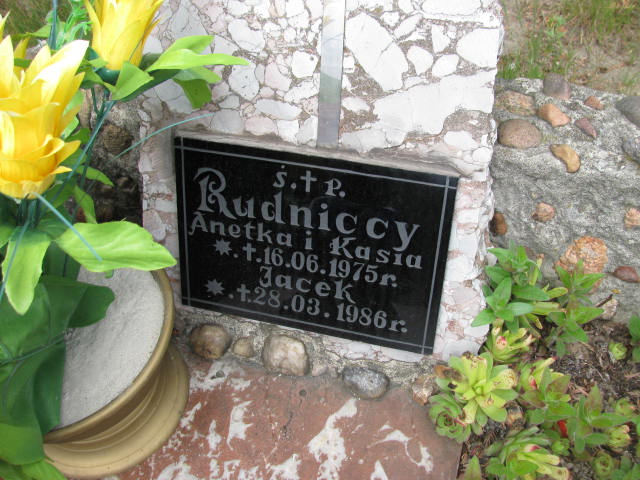 ś.†P.
Rudniccy
Anetka i Kasia
*.†.16.06.1975r.
Jacek
*.†.28.03.1986r.